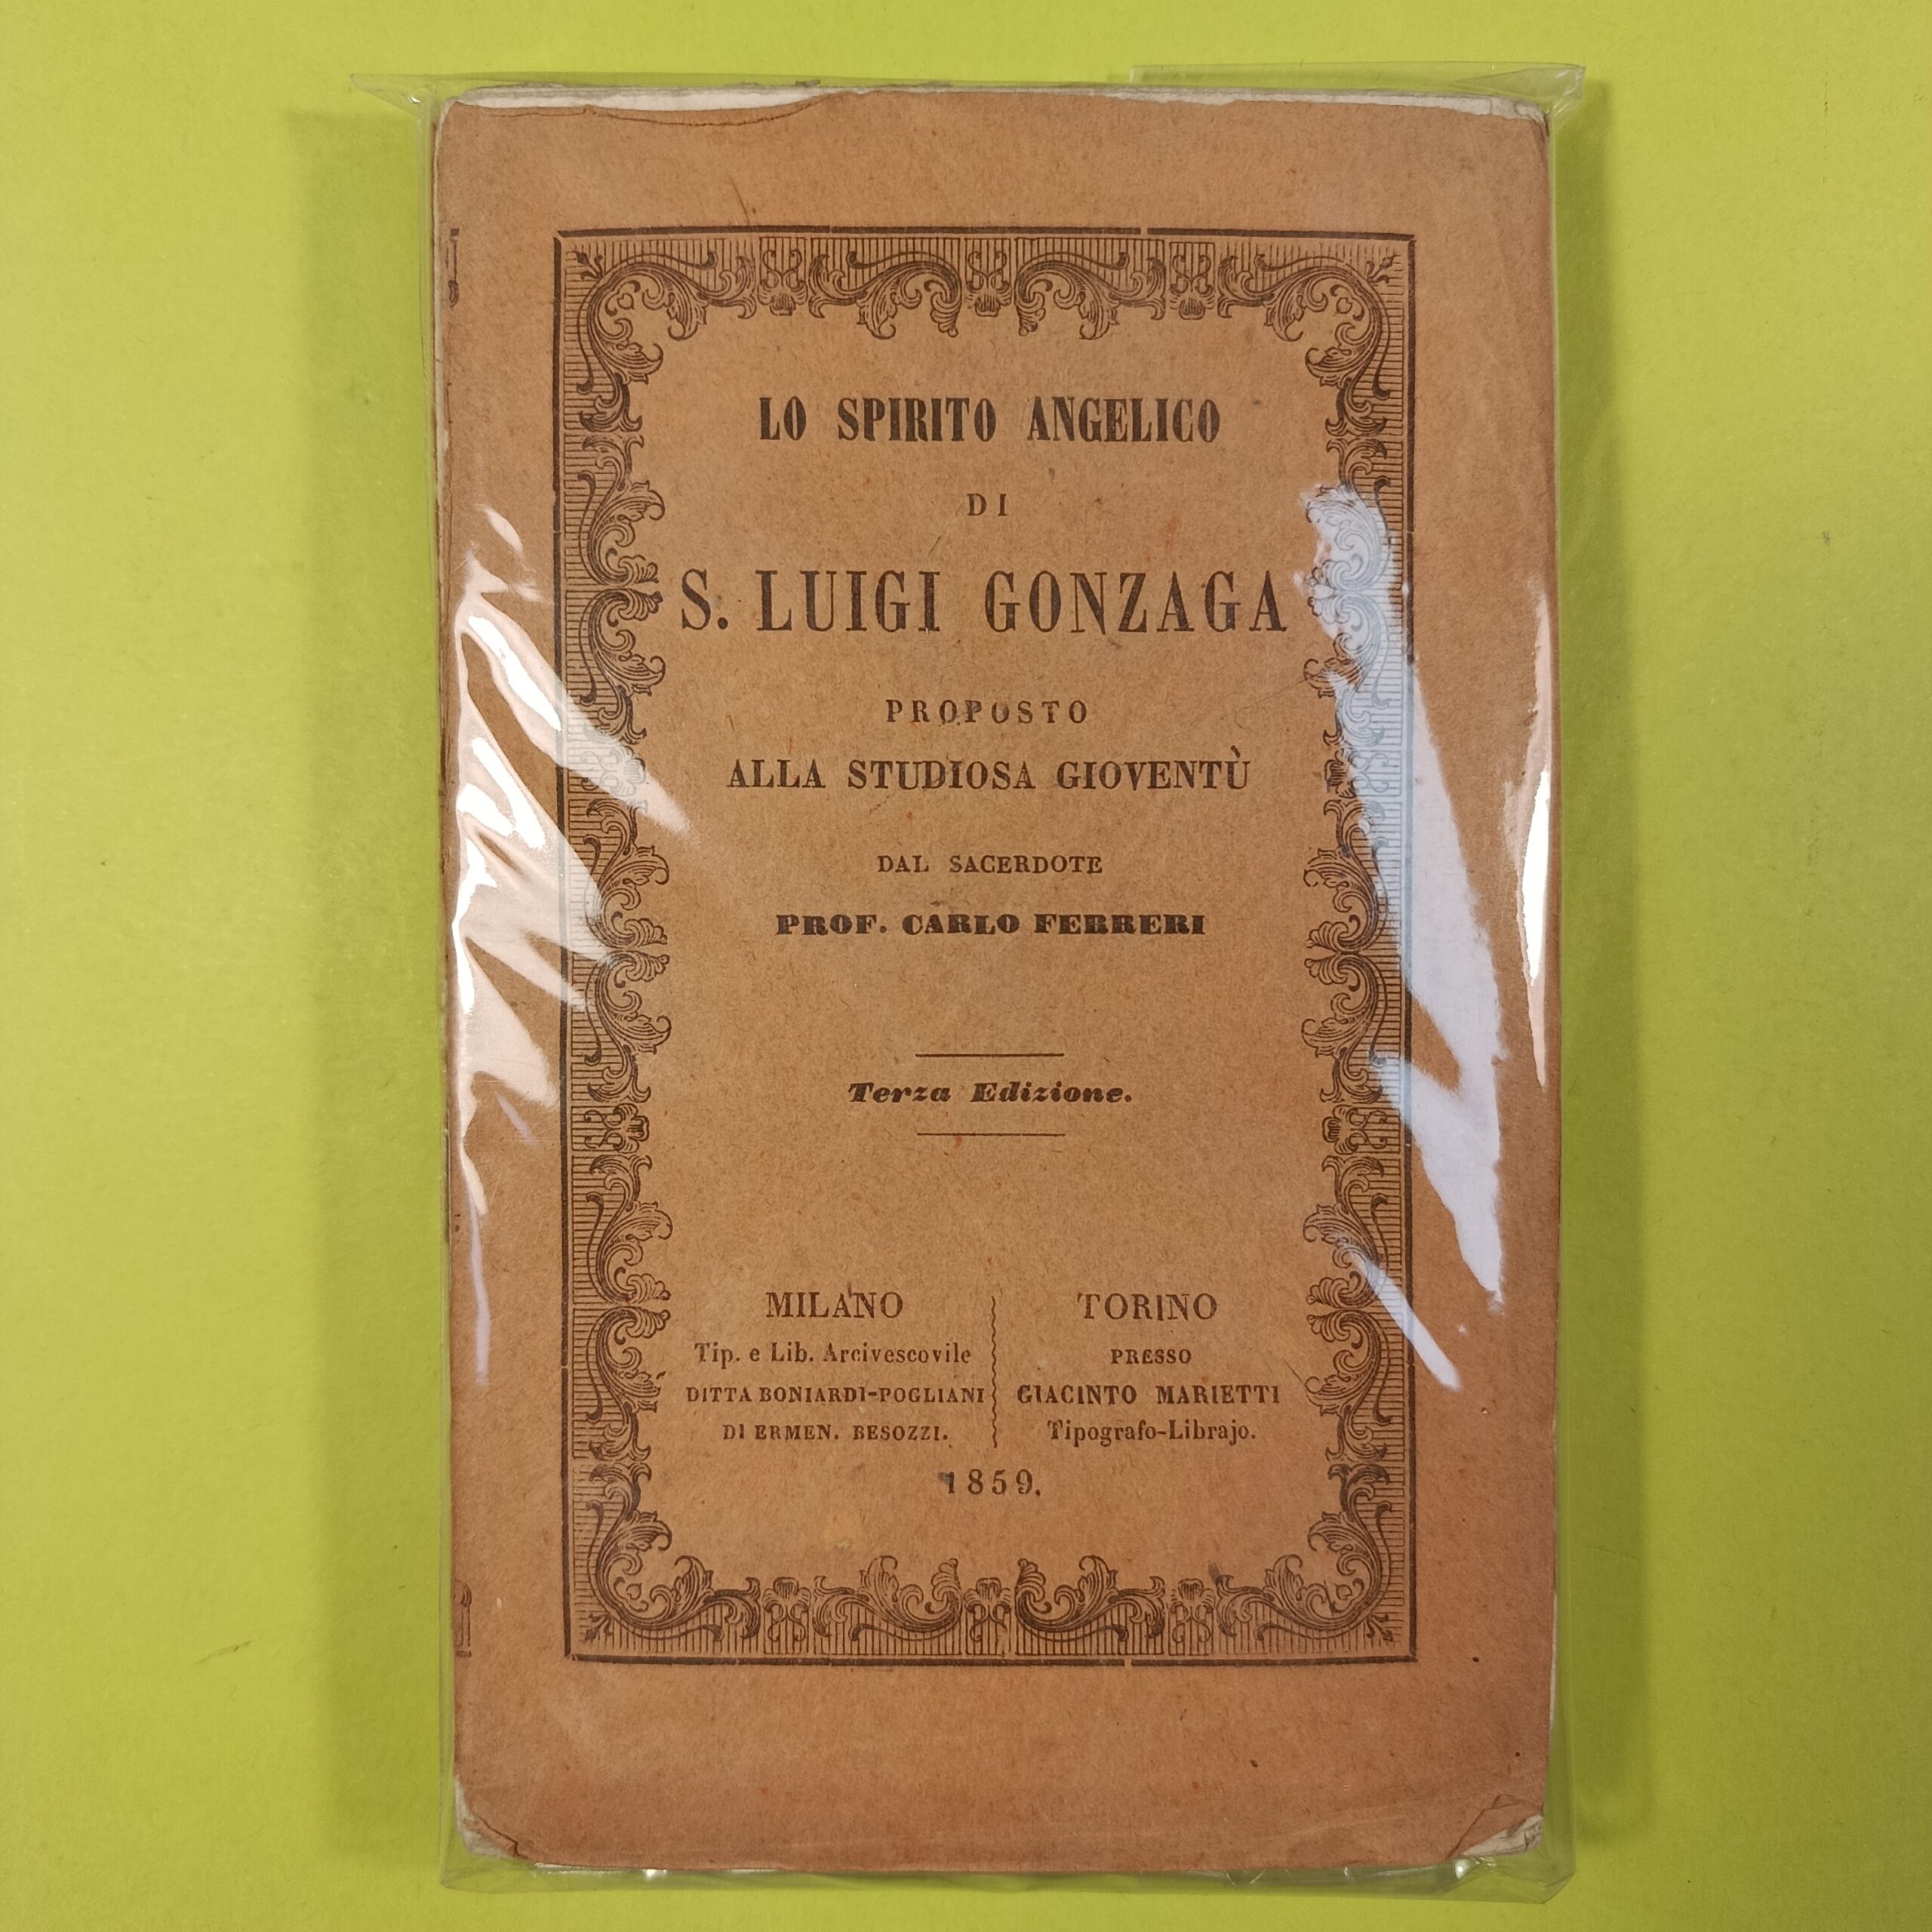 LO SPIRITO ANGELICO
DI
S. LUIGI GONZAGA
PROPOSTO
ALLA STUDIOSA GIOVENTÙ
DAL SACERDOTE
PROF. CARLO FERRERI
Terza Edizione.
MILANO
Tip. e Lib. Arcivescovile
DITTA BONIARDI-POGLIANI
DI ERMEN. BESOZZI.
TORINO
PRESSO
GIACINTO MARIETTI
Tipografo-Librajo.
1859.